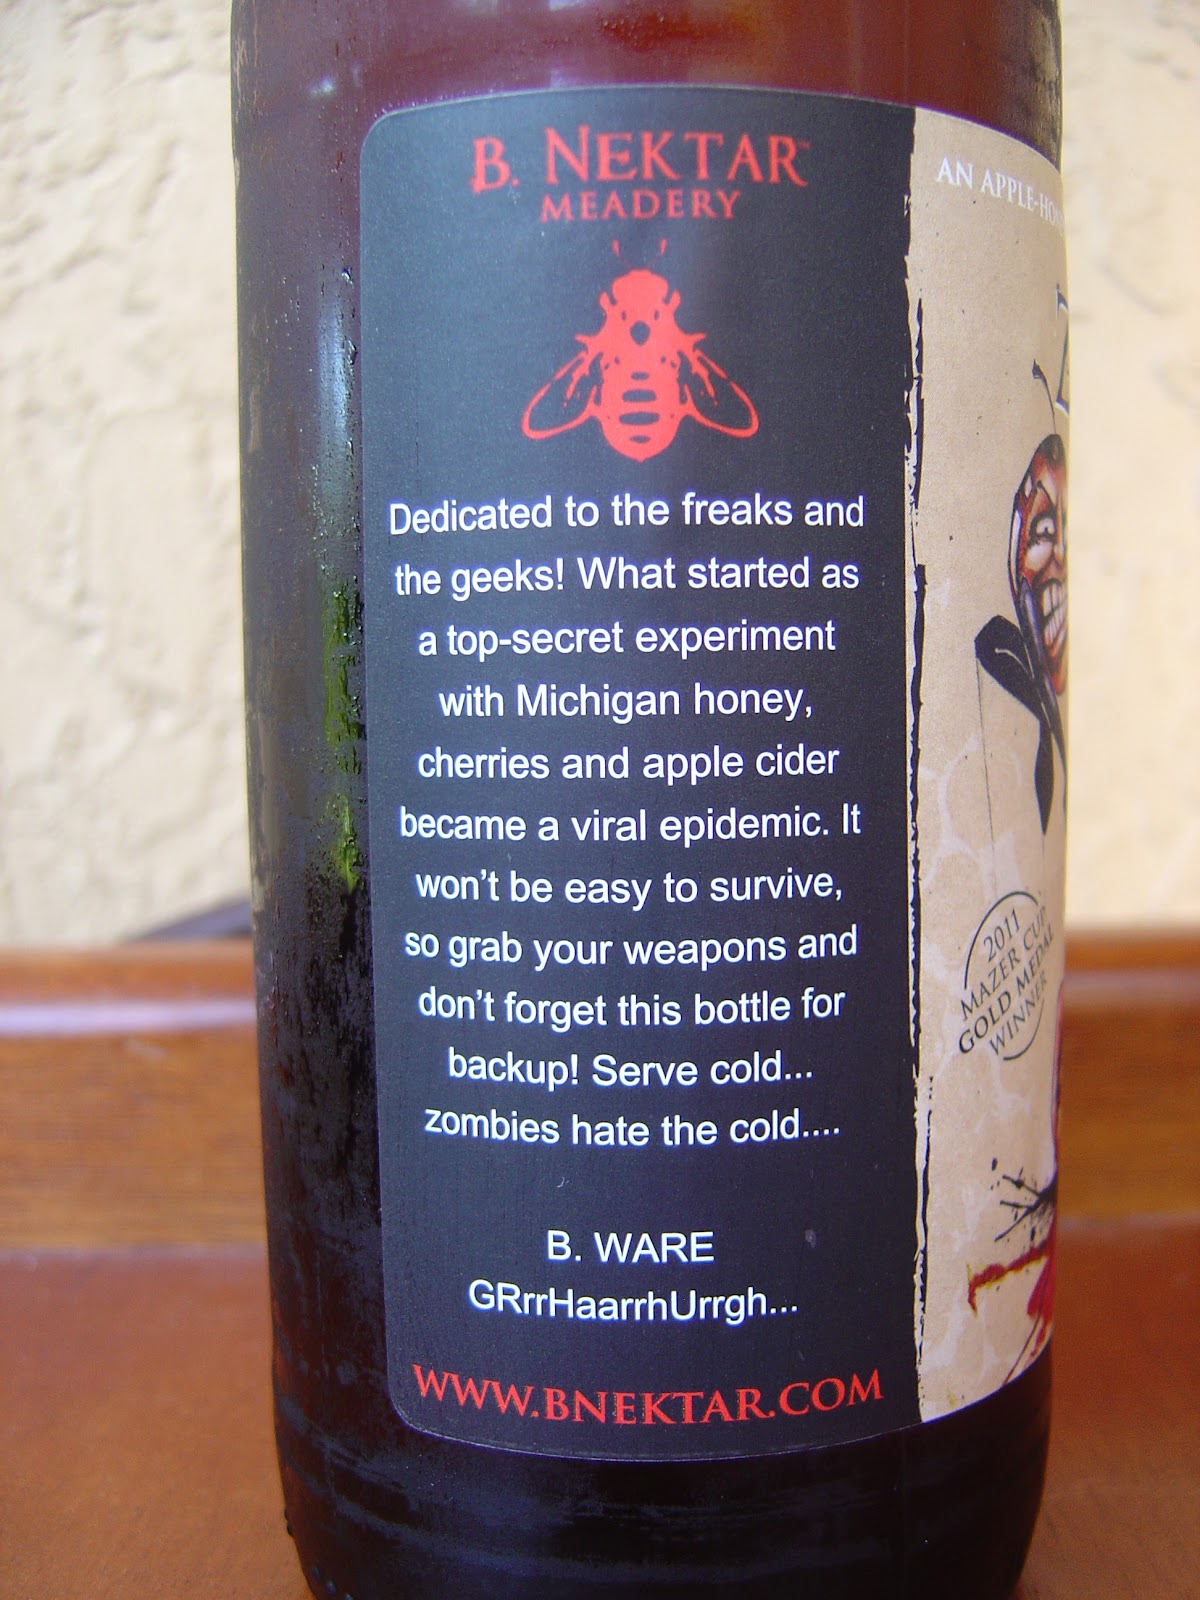 B. NEKTAR™
MEADERY
Dedicated to the freaks and
the geeks! What started as
a top-secret experiment
with Michigan honey,
cherries and apple cider
became a viral epidemic. It
won't be easy to survive,
so grab your weapons and
don't forget this bottle for
backup! Serve cold...
zombies hate the cold....
B. WARE
GRrrHaarrhUrrgh...
WWW.BNEKTAR.COM
AN
2011
MAZER CUP
GOLD MEDAL
WINNER